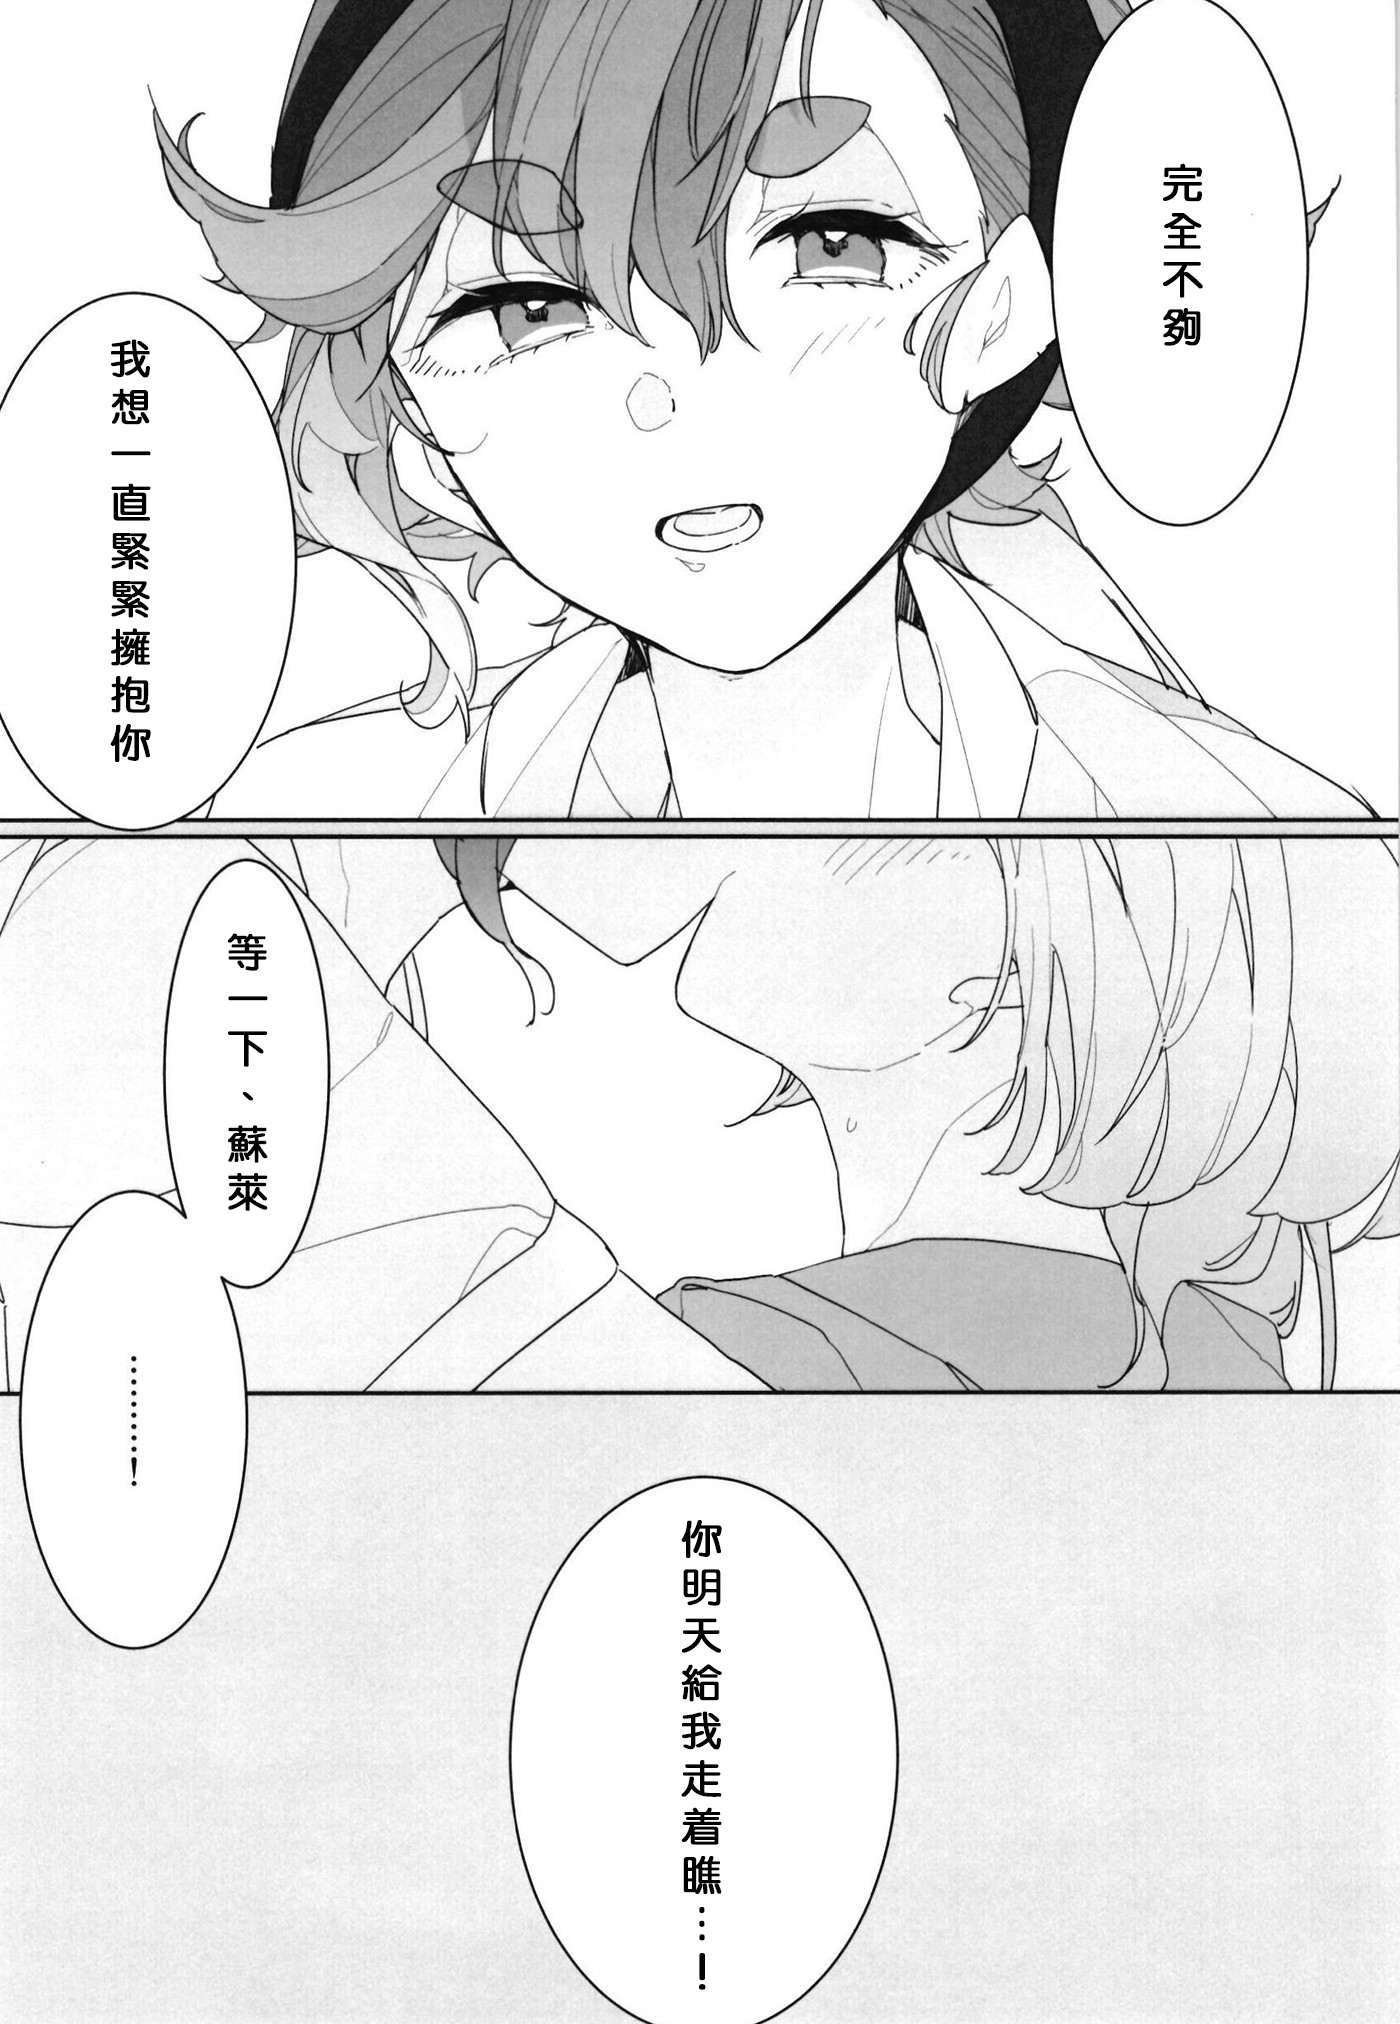 完全不夠
我想一直緊緊擁抱你
等一下、蘇萊
………！
你明天給我走着瞧…！